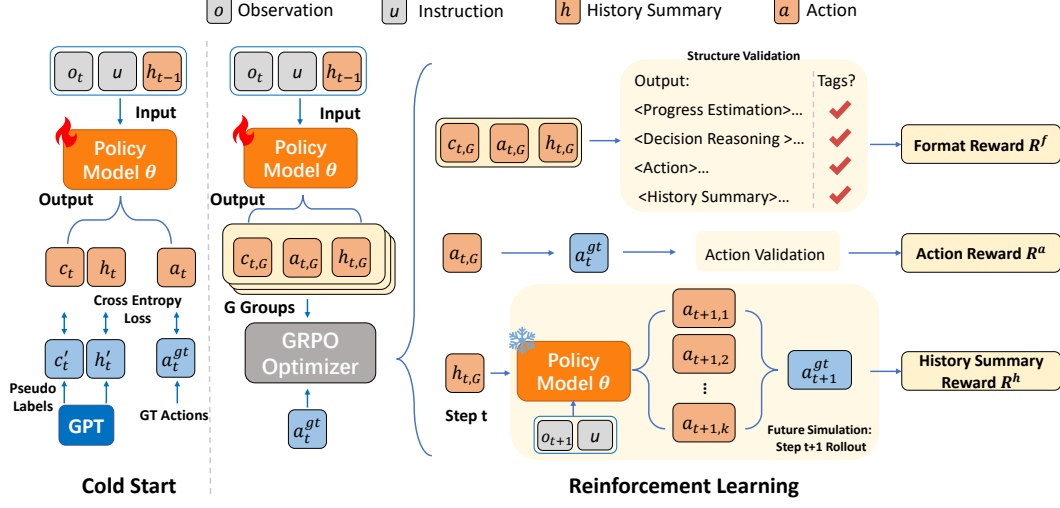 o Observation
u Instruction
h History Summary
a Action
o_t u h_{t-1}
Input
Policy
Model θ
Output
c_t h_t a_t
Cross Entropy
Loss
c'_t h'_t a_t^{gt}
Pseudo
Labels
GPT
GT Actions
Cold Start
o_t u h_{t-1}
Input
Policy
Model θ
Output
c_{t,G} a_{t,G} h_{t,G}
G Groups
GRPO
Optimizer
a_t^{gt}
Structure Validation
c_{t,G} a_{t,G} h_{t,G}
Output: Tags?
<Progress Estimation>...
<Decision Reasoning >...
<Action>...
<History Summary>...
Format Reward R^f
a_{t,G}
a_t^{gt}
Action Validation
Action Reward R^a
h_{t,G}
Step t
Policy
Model θ
o_{t+1} u
a_{t+1,1}
a_{t+1,2}
⋮
a_{t+1,k}
a_{t+1}^{gt}
Future Simulation:
Step t+1 Rollout
History Summary
Reward R^h
Reinforcement Learning